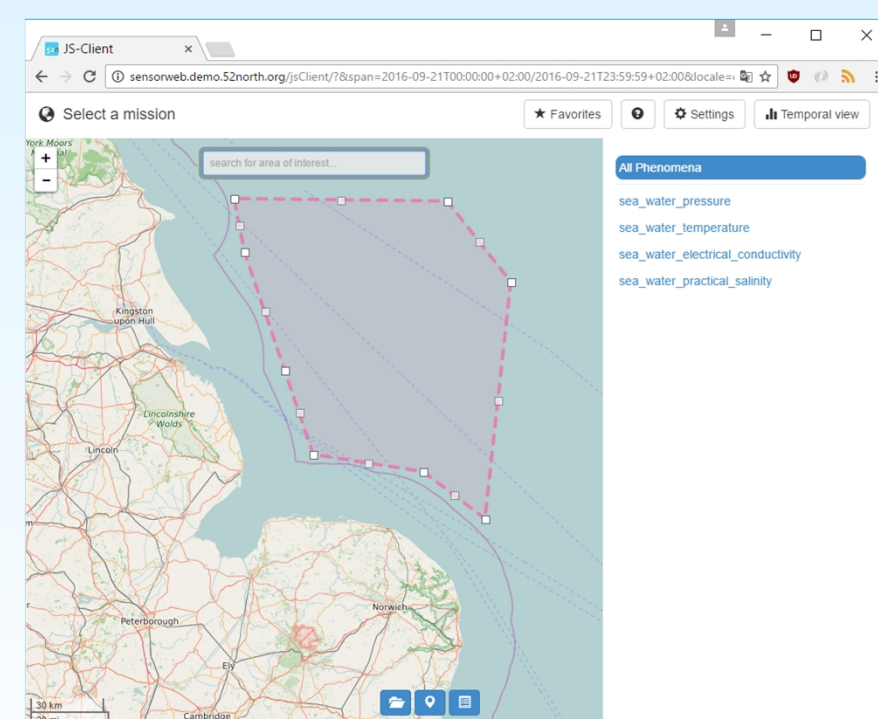 JS-Client
sensorweb.demo.52north.org/jsClient/?&span=2016-09-21T00:00:00+02:00/2016-09-21T23:59:59+02:00&locale=
Select a mission
Favorites
Settings
Temporal view
York Moors
+
−
search for area of interest...
All Phenomena
sea_water_pressure
sea_water_temperature
sea_water_electrical_conductivity
sea_water_practical_salinity
Kingston
upon Hull
Lincolnshire
Wolds
Lincoln
Norwich
Peterborough
Ely
30 km
Cambridge